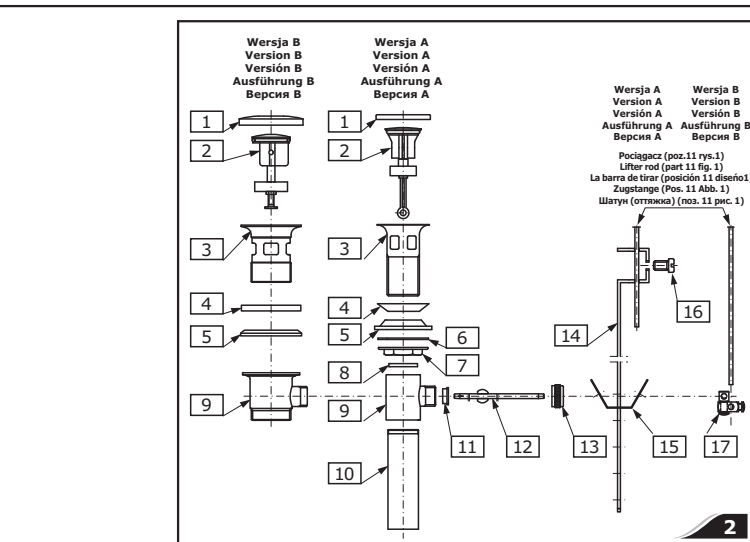 Wersja B
Version B
Versión B
Ausführung B
Версия B
Wersja A
Version A
Versión A
Ausführung A
Версия A
Wersja A
Version A
Versión A
Ausführung A
Версия A
Wersja B
Version B
Versión B
Ausführung B
Версия B
Pociągacz (poz.11 rys.1)
Lifter rod (part 11 fig. 1)
La barra de tirar (posición 11 diseño1)
Zugstange (Pos. 11 Abb. 1)
Шатун (оттяжка) (поз. 11 рис. 1)
1
1
2
2
3
3
16
4
4
14
5
5
6
7
8
9
9
11
12
13
15
17
10
2